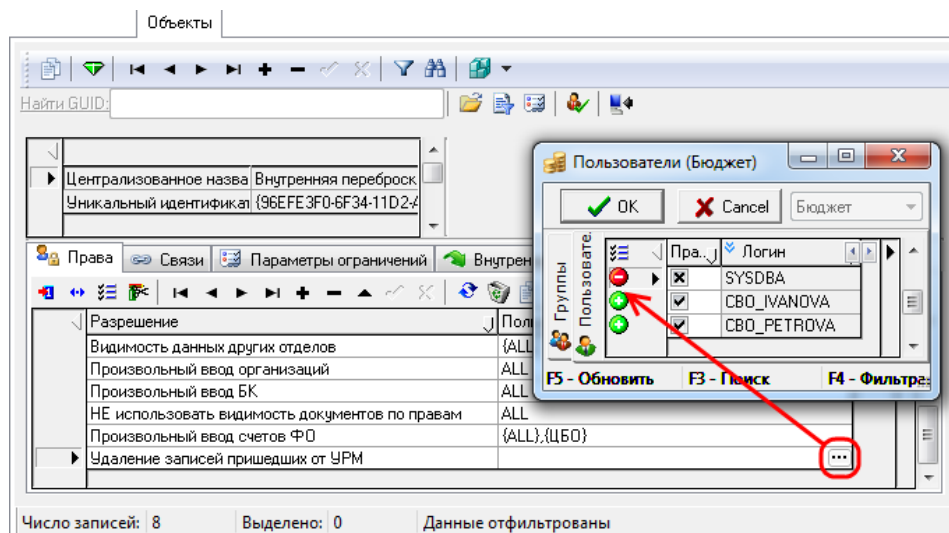 Объекты
Найти GUID:
Централизованное назва Внутренняя переброск
Уникальный идентификат {96EFE3F0-6F34-11D2-
Права Связи Параметры ограничений Внутрен
Разрешение Пол
Видимость данных других отделов {ALL
Произвольный ввод организаций ALL
Произвольный ввод БК ALL
НЕ использовать видимость документов по правам ALL
Произвольный ввод счетов ФО {ALL},{ЦБО}
Удаление записей пришедших от УРМ ...
Число записей: 8 Выделено: 0 Данные отфильтрованы
Пользователи (Бюджет)
OK Cancel Бюджет
Группы
Пользовате
Пра... Логин
SYSDBA
CBO_IVANOVA
CBO_PETROVA
F5 - Обновить F3 - Поиск F4 - Фильтра